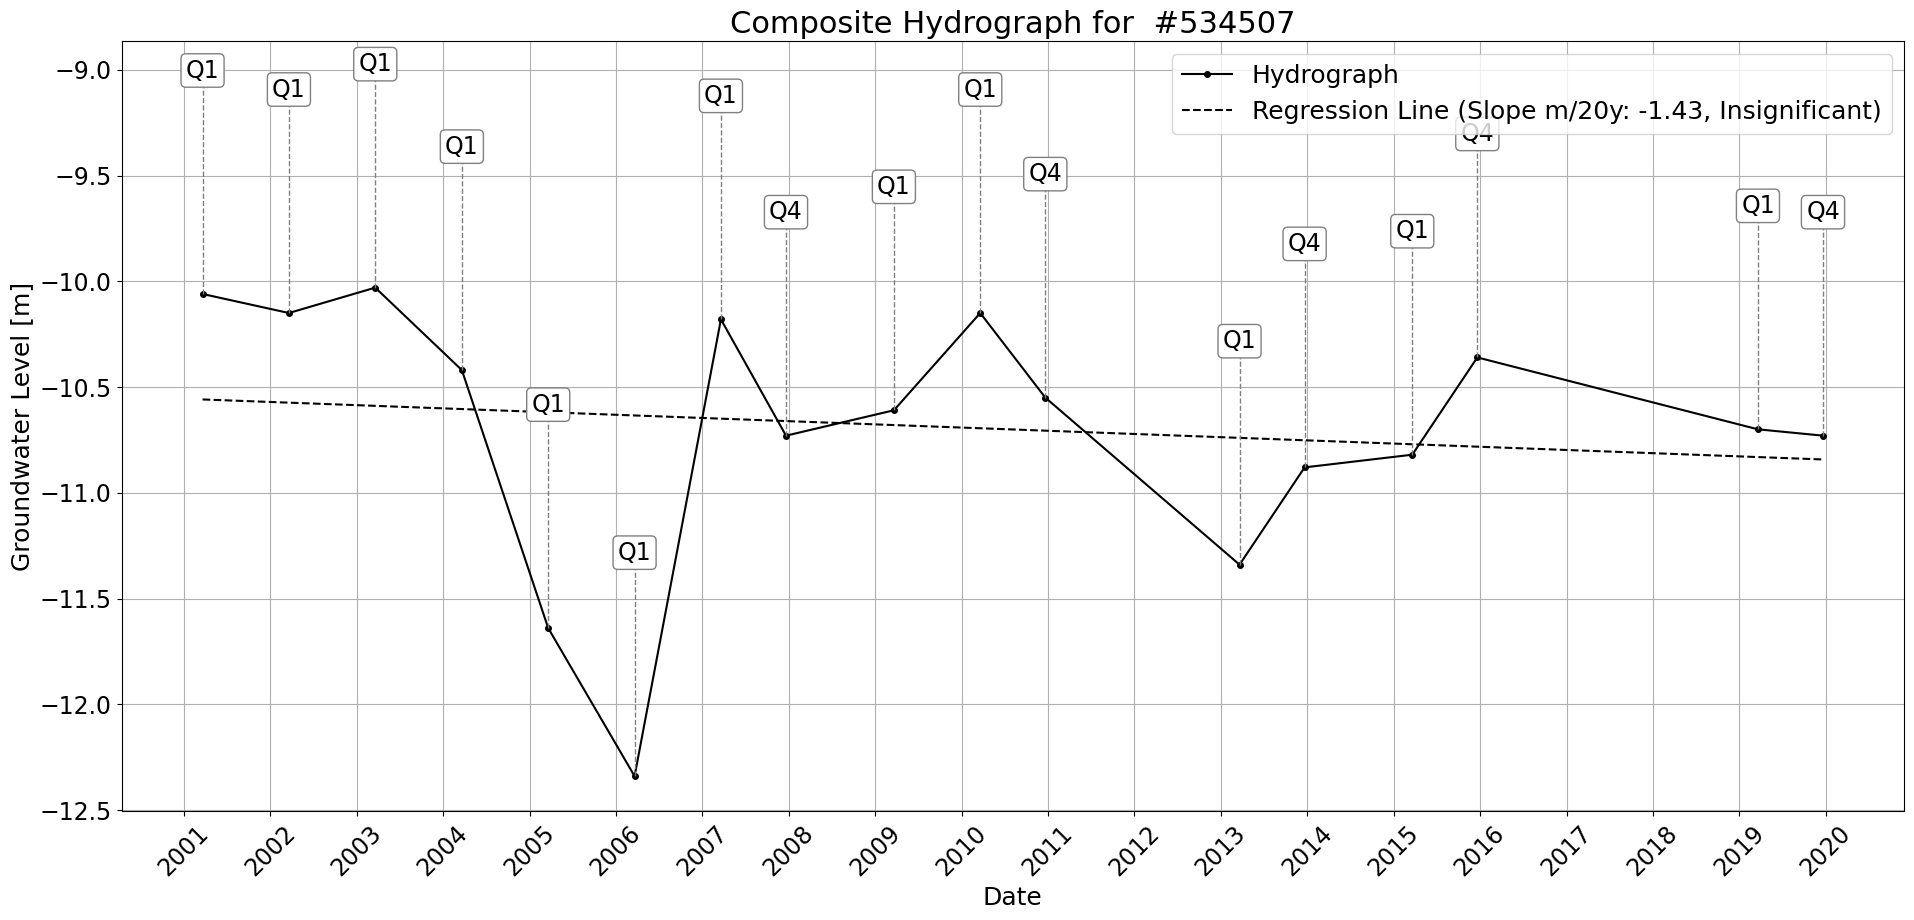 Composite Hydrograph for  #534507
Hydrograph
Regression Line (Slope m/20y: -1.43, Insignificant)
Q1
Q1
Q1
Q1
Q1
Q1
Q1
Q4
Q1
Q1
Q4
Q1
Q4
Q1
Q4
Q1
Q4
Groundwater Level [m]
−9.0
−9.5
−10.0
−10.5
−11.0
−11.5
−12.0
−12.5
2001
2002
2003
2004
2005
2006
2007
2008
2009
2010
2011
2012
2013
2014
2015
2016
2017
2018
2019
2020
Date